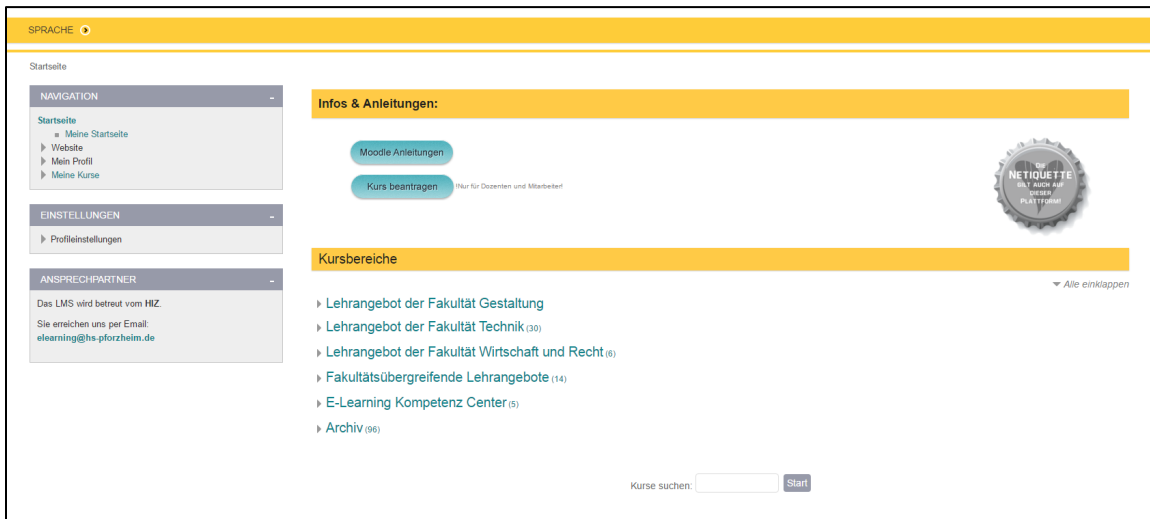 SPRACHE
Startseite
NAVIGATION -
Startseite
Meine Startseite
Website
Mein Profil
Meine Kurse
EINSTELLUNGEN -
Profileinstellungen
ANSPRECHPARTNER -
Das LMS wird betreut vom HIZ.
Sie erreichen uns per Email:
elearning@hs-pforzheim.de
Infos & Anleitungen:
Moodle Anleitungen
Kurs beantragen !Nur für Dozenten und Mitarbeiter!
Die
NETIQUETTE
GILT AUCH AUF
DIESER
PLATTFORM!
Kursbereiche
Alle einklappen
Lehrangebot der Fakultät Gestaltung
Lehrangebot der Fakultät Technik (30)
Lehrangebot der Fakultät Wirtschaft und Recht (6)
Fakultätsübergreifende Lehrangebote (14)
E-Learning Kompetenz Center (5)
Archiv (96)
Kurse suchen: Start